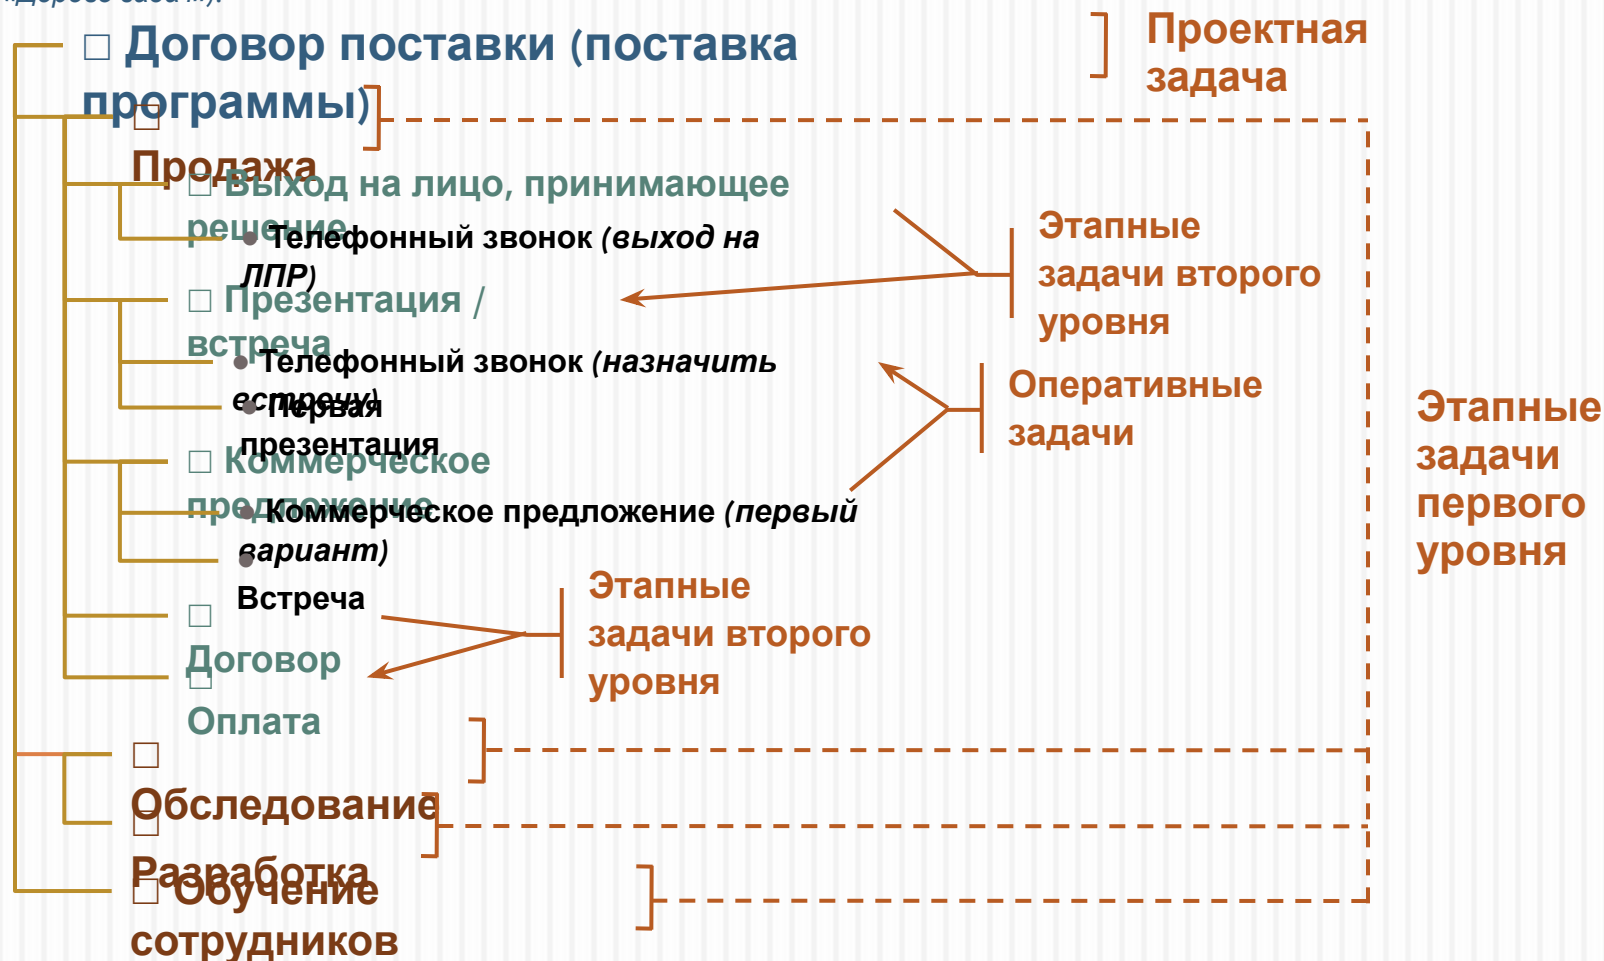 «Дерево задач»).
□ Договор поставки (поставка
программы)
Проектная
задача
□
Продажа
□ Выход на лицо, принимающее
решение
• Телефонный звонок (выход на
ЛПР)
Этапные
задачи второго
уровня
□ Презентация /
встреча
• Телефонный звонок (назначить
встречу)
• Первая
презентация
Оперативные
задачи
Этапные
задачи
первого
уровня
□ Коммерческое
предложение
• Коммерческое предложение (первый
вариант)
•
Встреча
Этапные
задачи второго
уровня
□
Договор
□
Оплата
□
Обследование
□
Разработка
□ Обучение
сотрудников